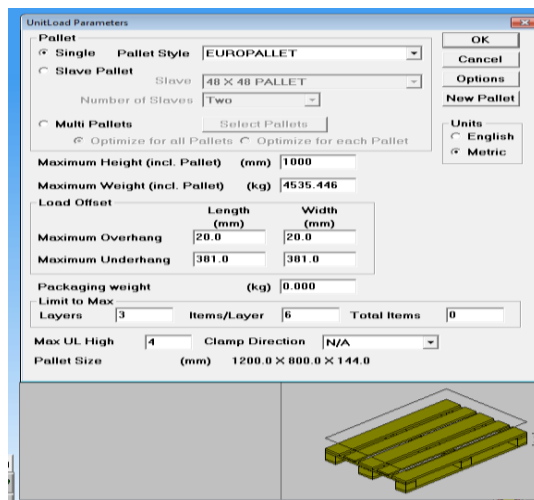 UnitLoad Parameters
Pallet
Single Pallet Style EUROPALLET
OK
Slave Pallet
Cancel
Slave 48 X 48 PALLET
Options
Number of Slaves Two
New Pallet
Multi Pallets Select Pallets
Units
Optimize for all Pallets Optimize for each Pallet
English
Metric
Maximum Height (incl. Pallet) (mm) 1000
Maximum Weight (incl. Pallet) (kg) 4535.446
Load Offset
Length Width
(mm) (mm)
Maximum Overhang 20.0 20.0
Maximum Underhang 381.0 381.0
Packaging weight (kg) 0.000
Limit to Max
Layers 3 Items/Layer 6 Total Items 0
Max UL High 4 Clamp Direction N/A
Pallet Size (mm) 1200.0 X 800.0 X 144.0